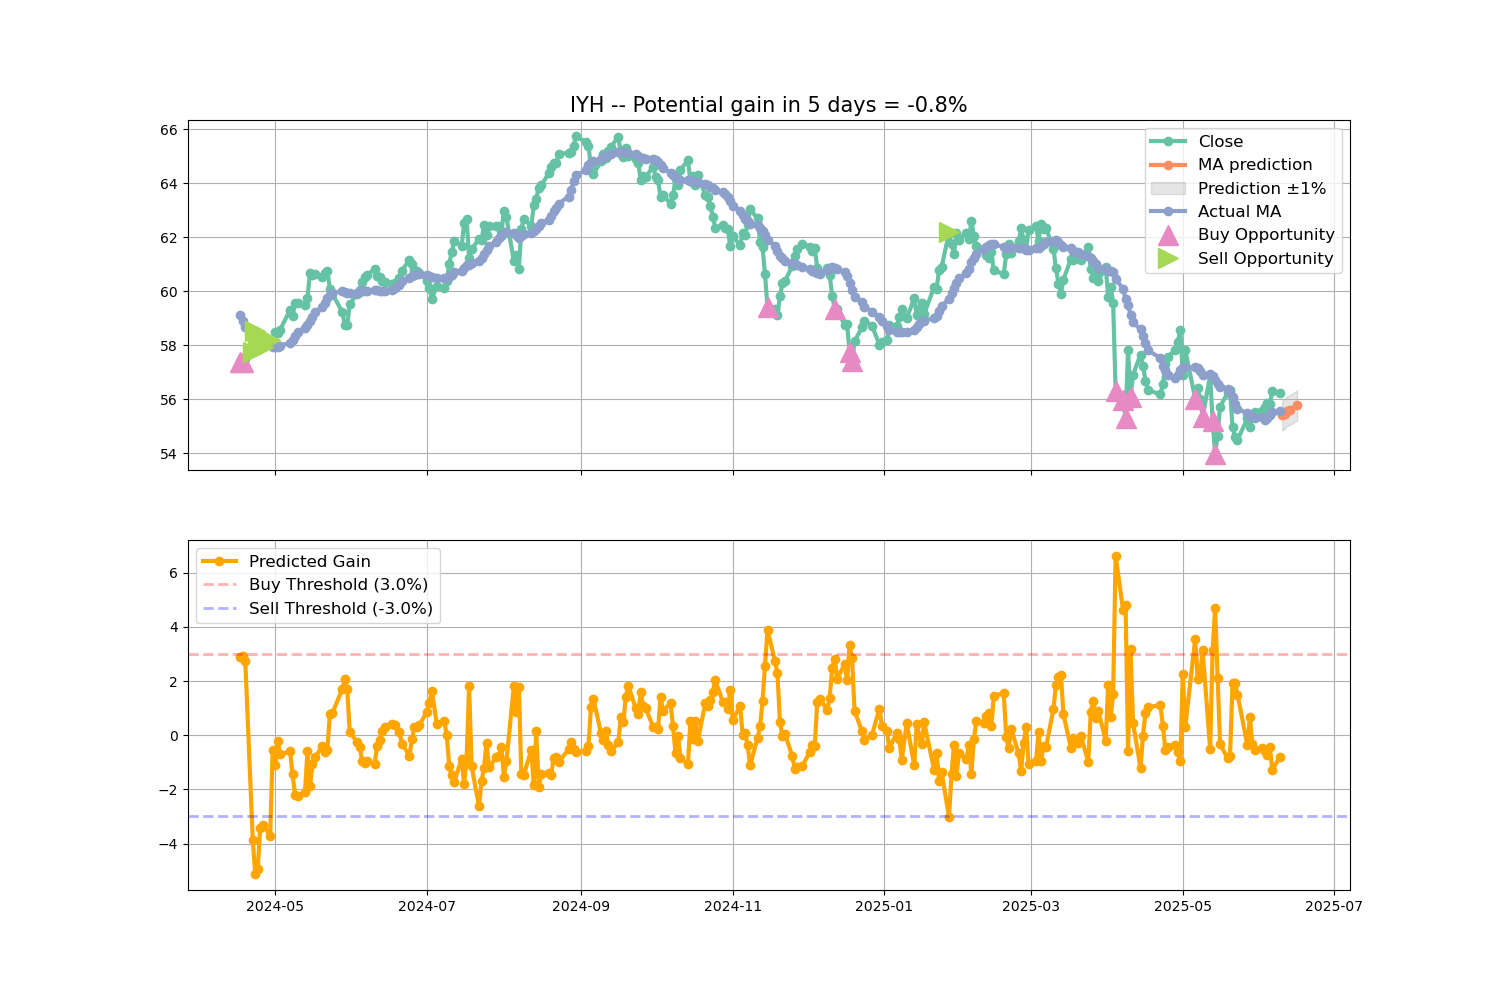 IYH -- Potential gain in 5 days = -0.8%
66
64
62
60
58
56
54
Close
MA prediction
Prediction ±1%
Actual MA
Buy Opportunity
Sell Opportunity
6
4
2
0
−2
−4
Predicted Gain
Buy Threshold (3.0%)
Sell Threshold (-3.0%)
2024-05
2024-07
2024-09
2024-11
2025-01
2025-03
2025-05
2025-07